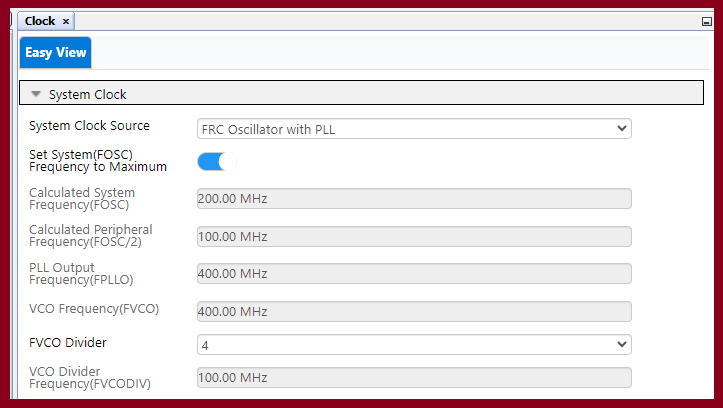 Clock ×
Easy View
System Clock
System Clock Source
FRC Oscillator with PLL
Set System(FOSC)
Frequency to Maximum
Calculated System
Frequency(FOSC)
200.00 MHz
Calculated Peripheral
Frequency(FOSC/2)
100.00 MHz
PLL Output
Frequency(FPLLO)
400.00 MHz
VCO Frequency(FVCO)
400.00 MHz
FVCO Divider
4
VCO Divider
Frequency(FVCODIV)
100.00 MHz